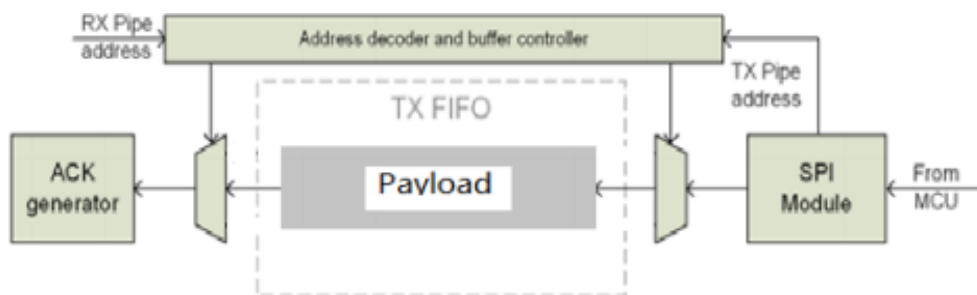 RX Pipe
address
Address decoder and buffer controller
TX Pipe
address
TX FIFO
ACK
generator
Payload
SPI
Module
From
MCU